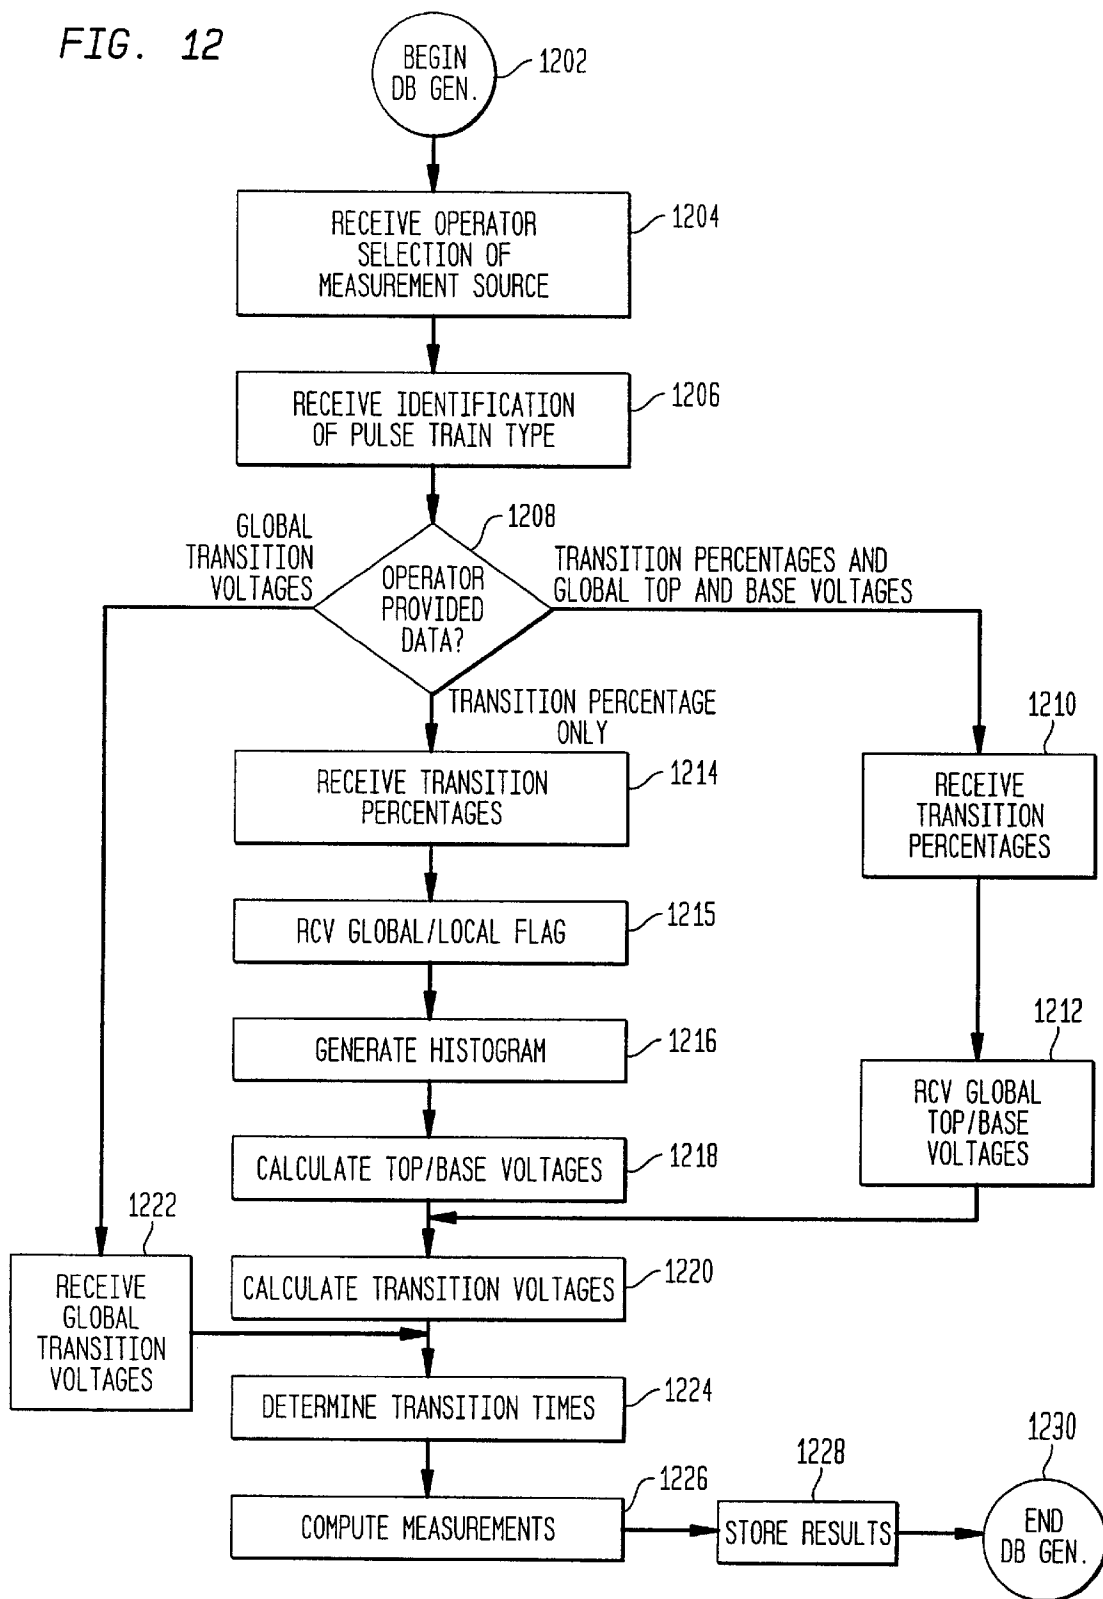 FIG. 12
BEGIN
DB GEN.
1202
RECEIVE OPERATOR
SELECTION OF
MEASUREMENT SOURCE
1204
RECEIVE IDENTIFICATION
OF PULSE TRAIN TYPE
1206
OPERATOR
PROVIDED
DATA?
1208
GLOBAL
TRANSITION
VOLTAGES
TRANSITION PERCENTAGES AND
GLOBAL TOP AND BASE VOLTAGES
TRANSITION PERCENTAGE
ONLY
RECEIVE TRANSITION
PERCENTAGES
1214
RECEIVE
TRANSITION
PERCENTAGES
1210
RCV GLOBAL/LOCAL FLAG
1215
GENERATE HISTOGRAM
1216
RCV GLOBAL
TOP/BASE
VOLTAGES
1212
CALCULATE TOP/BASE VOLTAGES
1218
1222
RECEIVE
GLOBAL
TRANSITION
VOLTAGES
CALCULATE TRANSITION VOLTAGES
1220
DETERMINE TRANSITION TIMES
1224
COMPUTE MEASUREMENTS
1226
STORE RESULTS
1228
END
DB GEN.
1230